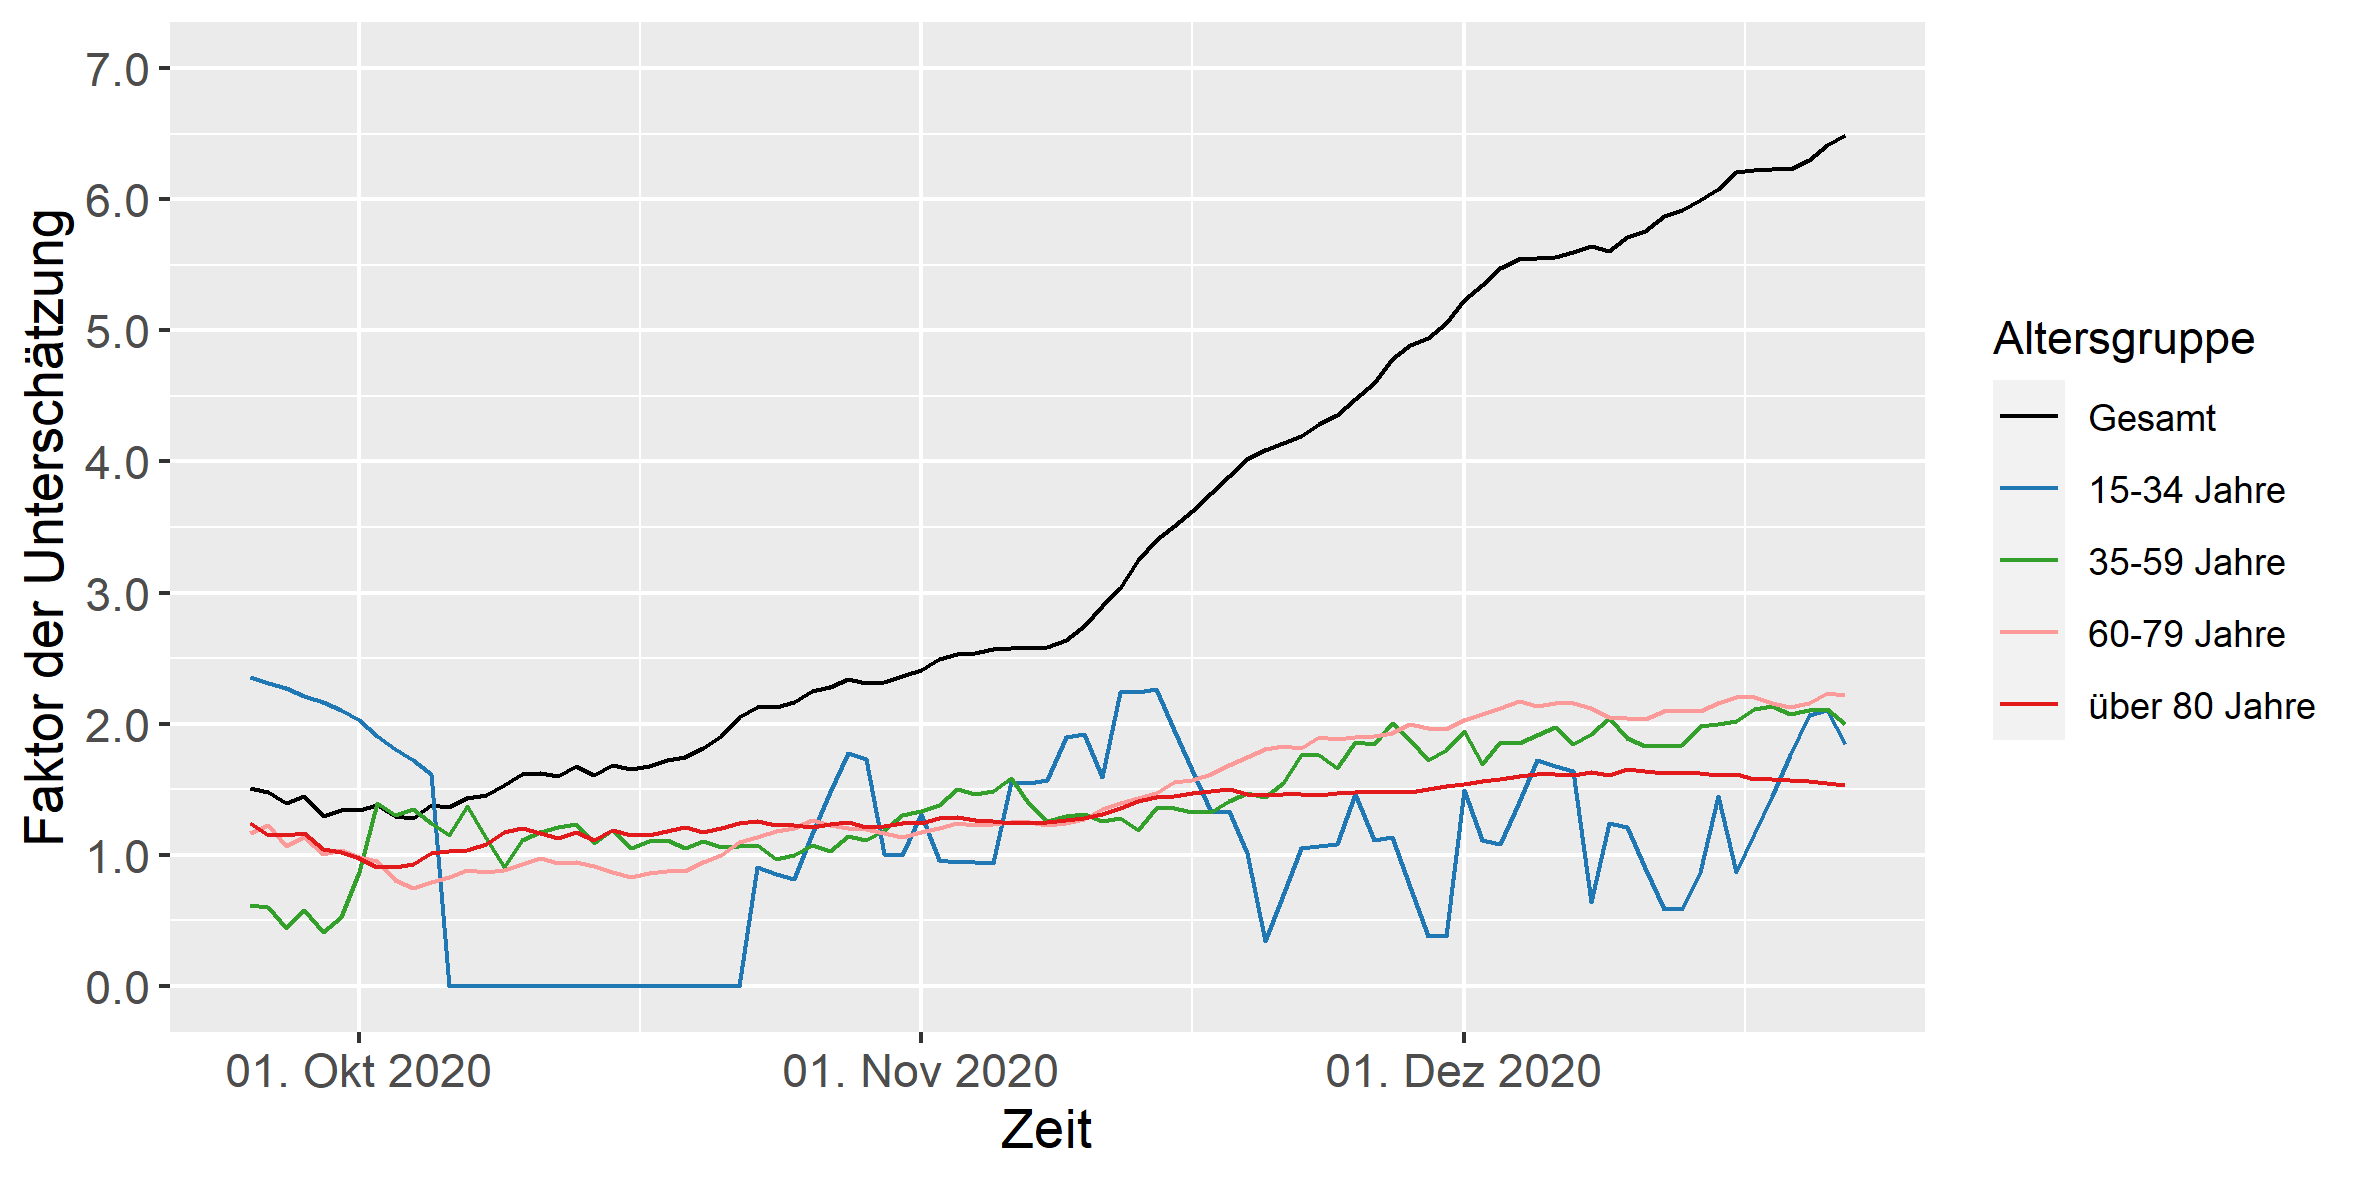 Faktor der Unterschätzung
7.0
6.0
5.0
4.0
3.0
2.0
1.0
0.0
01. Okt 2020
01. Nov 2020
01. Dez 2020
Zeit
Altersgruppe
Gesamt
15-34 Jahre
35-59 Jahre
60-79 Jahre
über 80 Jahre